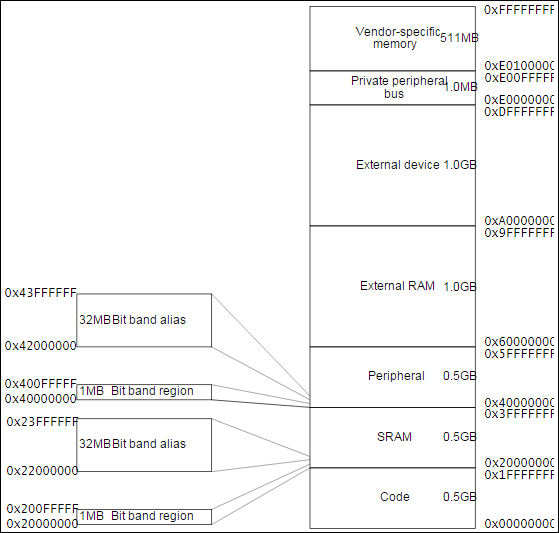 0xFFFFFFFF
Vendor-specific
memory
511MB
0xE0100000
0xE00FFFFF
Private peripheral
bus
1.0MB
0xE0000000
0xDFFFFFFF
External device 1.0GB
0xA0000000
0x9FFFFFFF
External RAM 1.0GB
0x60000000
0x5FFFFFFF
Peripheral 0.5GB
0x40000000
0x3FFFFFFF
SRAM 0.5GB
0x20000000
0x1FFFFFFF
Code 0.5GB
0x00000000
0x43FFFFFF
32MB Bit band alias
0x42000000
0x400FFFFF
1MB Bit band region
0x40000000
0x23FFFFFF
32MB Bit band alias
0x22000000
0x200FFFFF
1MB Bit band region
0x20000000